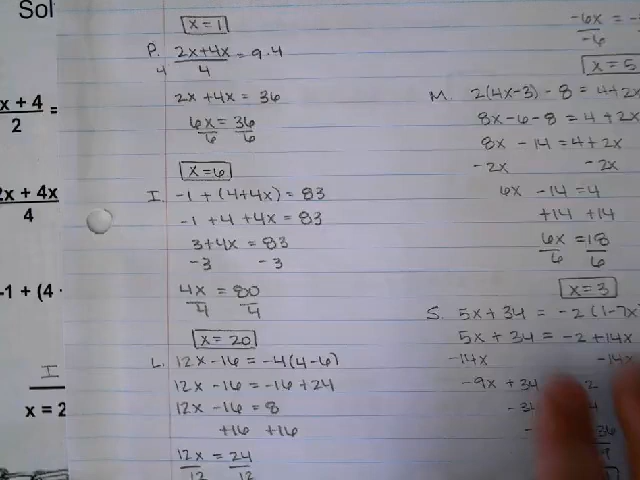 Sol
x + 4
2
=
2x + 4x
4
-1 + (4
I
x = 2
x=1
P. 2x+4x = 9.4
4 4
2x + 4x = 36
6x = 36
6 6
x=6
I. -1 + (4+4x) = 83
-1 + 4 + 4x = 83
3+4x = 83
-3 -3
4x = 80
4 4
x = 20
L. 12x - 16 = -4(4-6)
12x - 16 = -16 + 24
12x - 16 = 8
+16 +16
12x = 24
12 12
-6x = -
-6
x = 5
M. 2(4x-3) - 8 = 4+2x
8x - 6 - 8 = 4 + 2x
8x - 14 = 4 + 2x
-2x -2x
6x - 14 = 4
+14 +14
6x = 18
6 6
x = 3
S. 5x + 34 = -2(1-7x
5x + 34 = -2 + 14x
-14x -14x
-9x + 34 2